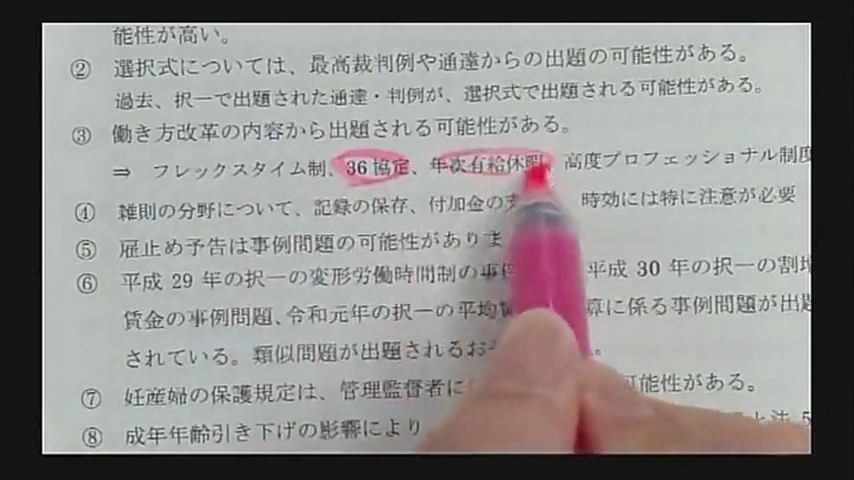 能性が高い。
② 選択式については、最高裁判例や通達からの出題の可能性がある。
過去、択一で出題された通達・判例が、選択式で出題される可能性がある。
③ 働き方改革の内容から出題される可能性がある。
⇒ フレックスタイム制、36協定、年次有給休暇、高度プロフェッショナル制度
④ 雑則の分野について、記録の保存、付加金の 時効には特に注意が必要
⑤ 雇止め予告は事例問題の可能性がありま
⑥ 平成 29 年の択一の変形労働時間制の事 平成 30 年の択一の割増
賃金の事例問題、令和元年の択一の平均 算に係る事例問題が出題
されている。類似問題が出題されるお
⑦ 妊産婦の保護規定は、管理監督者に 可能性がある。
⑧ 成年年齢引き下げの影響により 法 5